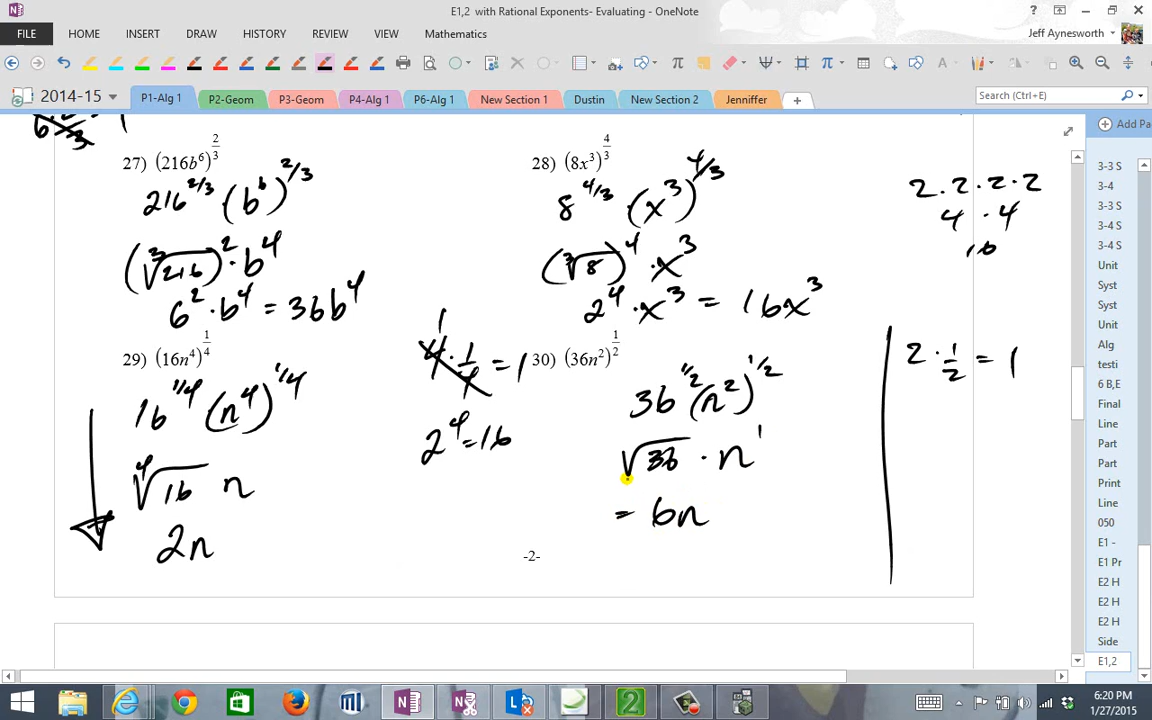 E1,2 with Rational Exponents- Evaluating - OneNote
FILE HOME INSERT DRAW HISTORY REVIEW VIEW Mathematics
Jeff Aynesworth
2014-15 P1-Alg 1 P2-Geom P3-Geom P4-Alg 1 P6-Alg 1 New Section 1 Dustin New Section 2 Jenniffer
Search (Ctrl+E)
Add Pa
27) (216b⁶)^(2/3)
216^(2/3) · (b⁶)^(2/3)
(∛216)² · b⁴
6² · b⁴ = 36b⁴
28) (8x³)^(4/3)
8^(4/3) · (x³)^(4/3)
(∛8)⁴ · x³
2⁴ · x³ = 16x³
2 · 2 · 2 · 2
4 · 4
16
29) (16n⁴)^(1/4)
16^(1/4) (n⁴)^(1/4)
∜16 n
2n
4 · 1/4 = 1
2⁴ = 16
30) (36n²)^(1/2)
36^(1/2) (n²)^(1/2)
√36 · n¹
= 6n
2 · 1/2 = 1
-2-
3-3 S
3-4
3-3 S
3-4 S
3-4 S
Unit
Syst
Syst
Unit
Alg
testi
6 B,E
Final
Line
Part
Part
Print
Line
050
E1 -
E1 Pr
E2 H
E2 H
E2 H
Side
E1,2
6:20 PM
1/27/2015